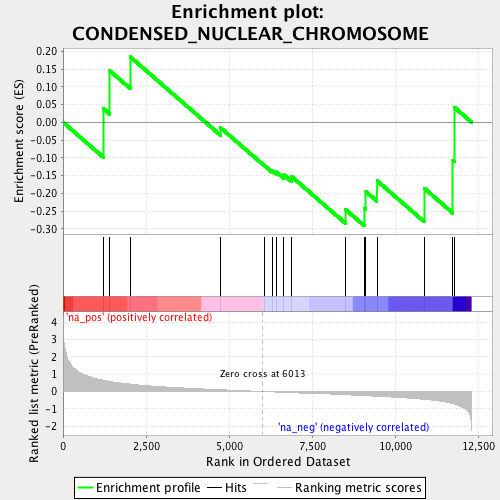 Enrichment plot:
CONDENSED_NUCLEAR_CHROMOSOME
Enrichment score (ES)
0.20
0.15
0.10
0.05
0.00
-0.05
-0.10
-0.15
-0.20
-0.25
-0.30
'na_pos' (positively correlated)
Ranked list metric (PreRanked)
4
3
2
1
0
-1
-2
Zero cross at 6013
'na_neg' (negatively correlated)
0 2,500 5,000 7,500 10,000 12,500
Rank in Ordered Dataset
Enrichment profile Hits Ranking metric scores